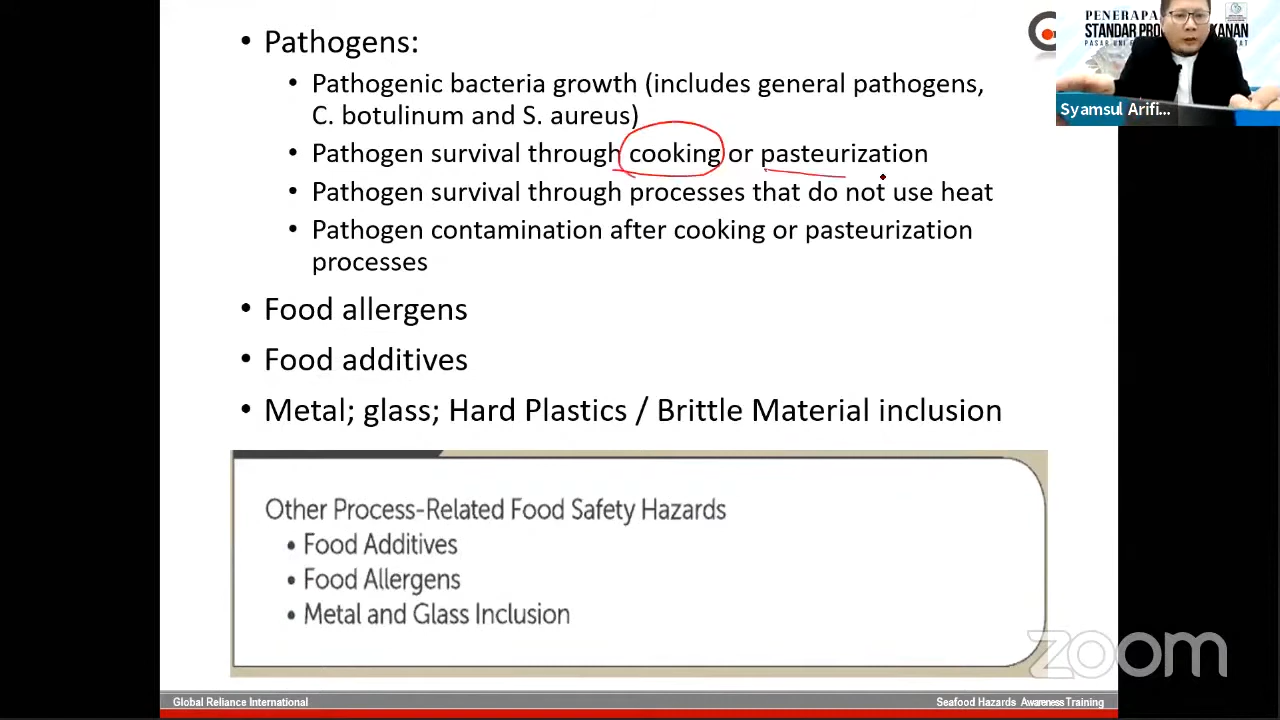 • Pathogens:
• Pathogenic bacteria growth (includes general pathogens,
C. botulinum and S. aureus)
• Pathogen survival through cooking or pasteurization
• Pathogen survival through processes that do not use heat
• Pathogen contamination after cooking or pasteurization
processes
• Food allergens
• Food additives
• Metal; glass; Hard Plastics / Brittle Material inclusion
Other Process-Related Food Safety Hazards
• Food Additives
• Food Allergens
• Metal and Glass Inclusion
Global Reliance International
Seafood Hazards Awareness Training
PENERAPA
STANDAR PRO KANAN
Syamsul Arifi...
zoom